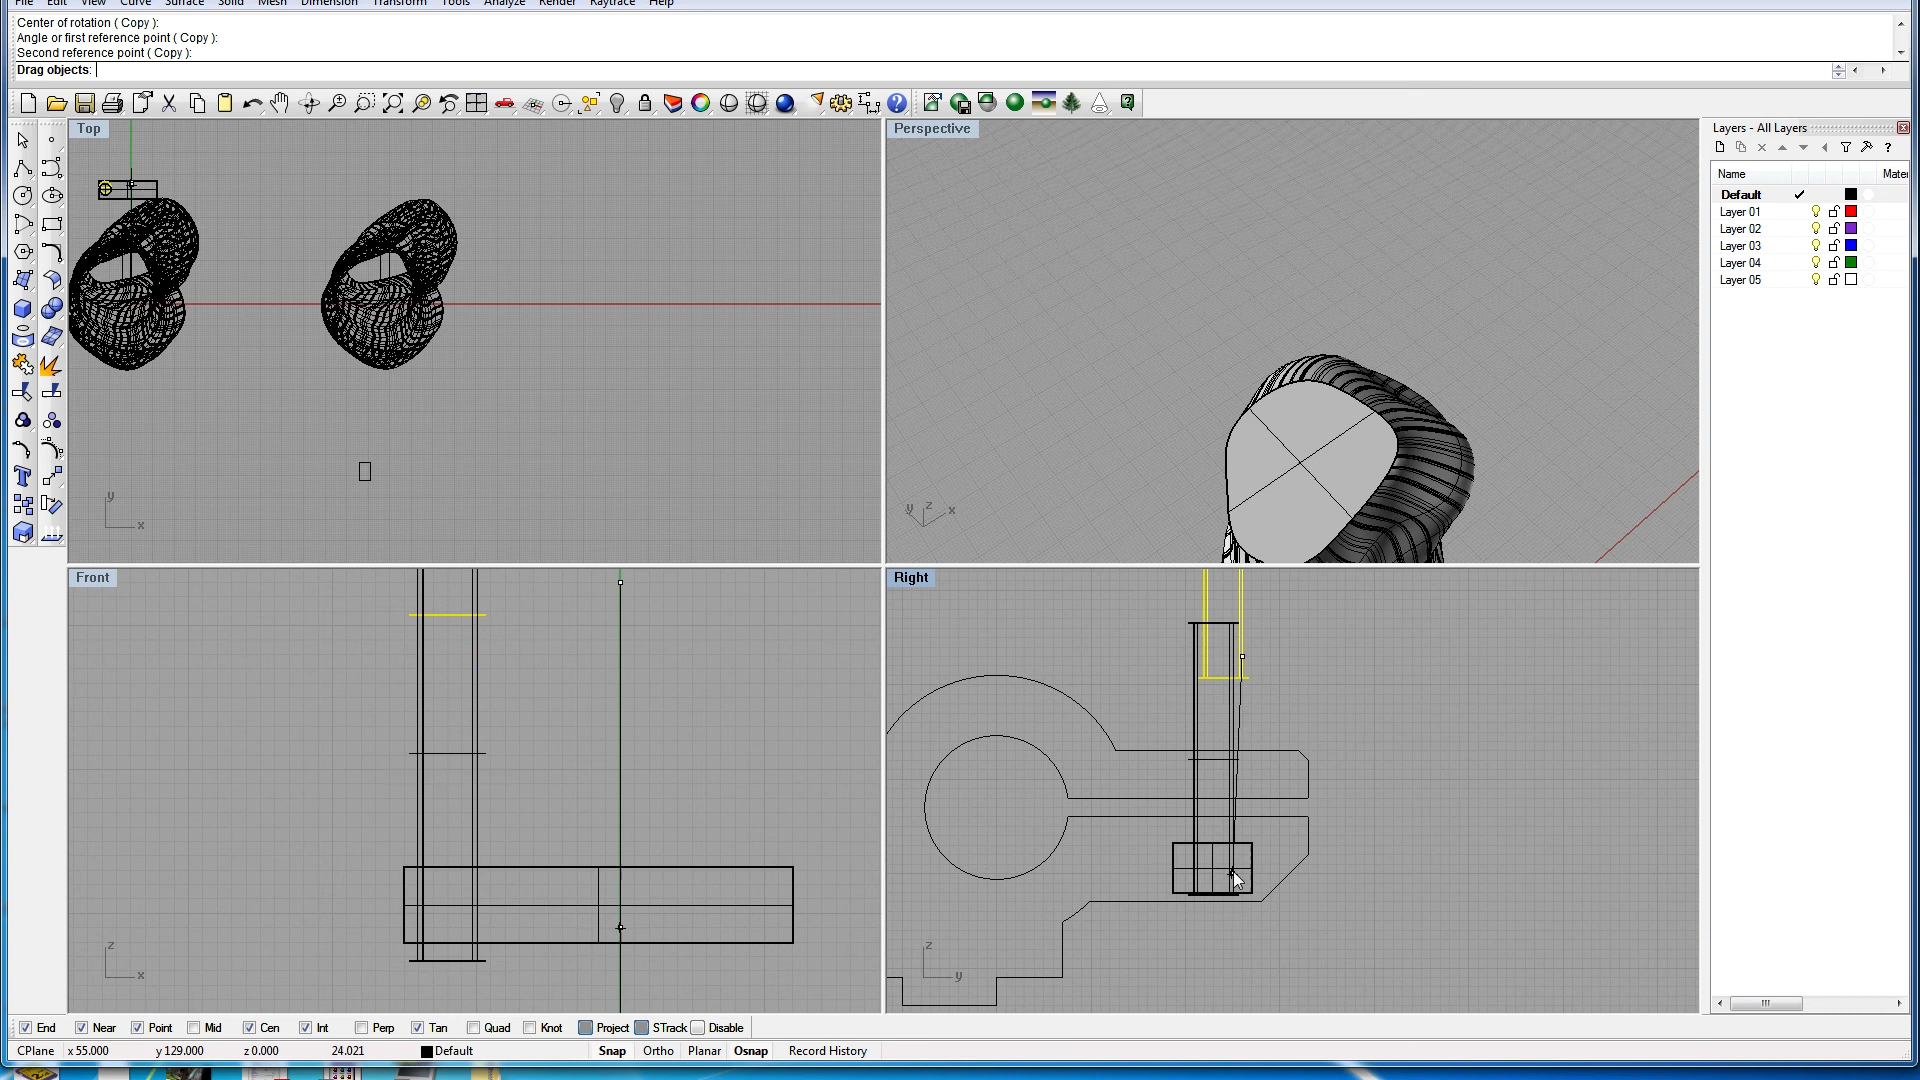 File Edit View Curve Surface Solid Mesh Dimension Transform Tools Analyze Render Raytrace Help
Center of rotation ( Copy ):
Angle or first reference point ( Copy ):
Second reference point ( Copy ):
Drag objects:
Top
Perspective
Layers - All Layers
Name Mater
Default
Layer 01
Layer 02
Layer 03
Layer 04
Layer 05
y
x
y z x
Front
Right
z
x
z
y
End Near Point Mid Cen Int Perp Tan Quad Knot Project STrack Disable
CPlane x 55.000 y 129.000 z 0.000 24.021 Default Snap Ortho Planar Osnap Record History